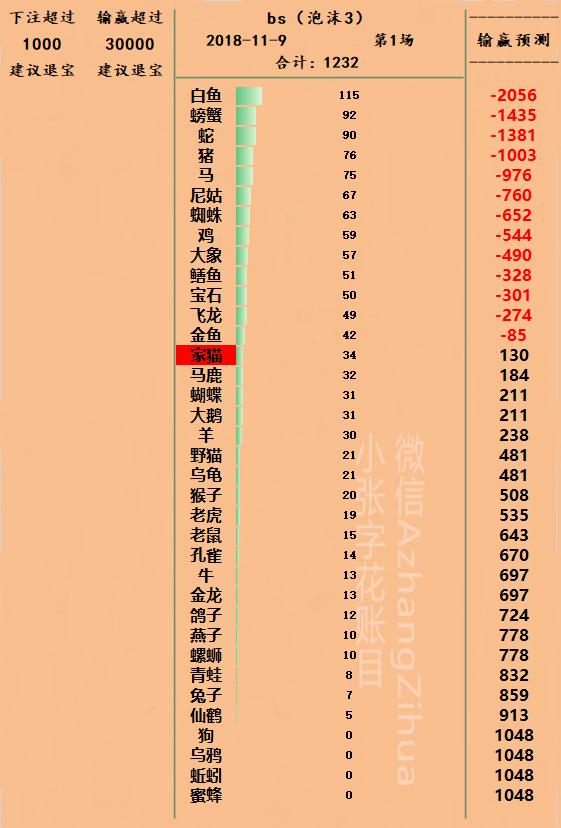 下注超过 输赢超过
1000 30000
建议退宝 建议退宝
bs（泡沫3）
2018-11-9 第1场
合计：1232
输赢预测
白鱼 115 -2056
螃蟹 92 -1435
蛇 90 -1381
猪 76 -1003
马 75 -976
尼姑 67 -760
蜘蛛 63 -652
鸡 59 -544
大象 57 -490
鳝鱼 51 -328
宝石 50 -301
飞龙 49 -274
金鱼 42 -85
家猫 34 130
马鹿 32 184
蝴蝶 31 211
大鹅 31 211
羊 30 238
野猫 21 481
乌龟 21 481
猴子 20 508
老虎 19 535
老鼠 15 643
孔雀 14 670
牛 13 697
金龙 13 697
鸽子 12 724
燕子 10 778
螺蛳 10 778
青蛙 8 832
兔子 7 859
仙鹤 5 913
狗 0 1048
乌鸦 0 1048
蚯蚓 0 1048
蜜蜂 0 1048
微信AzhangZihua
小张字花账目